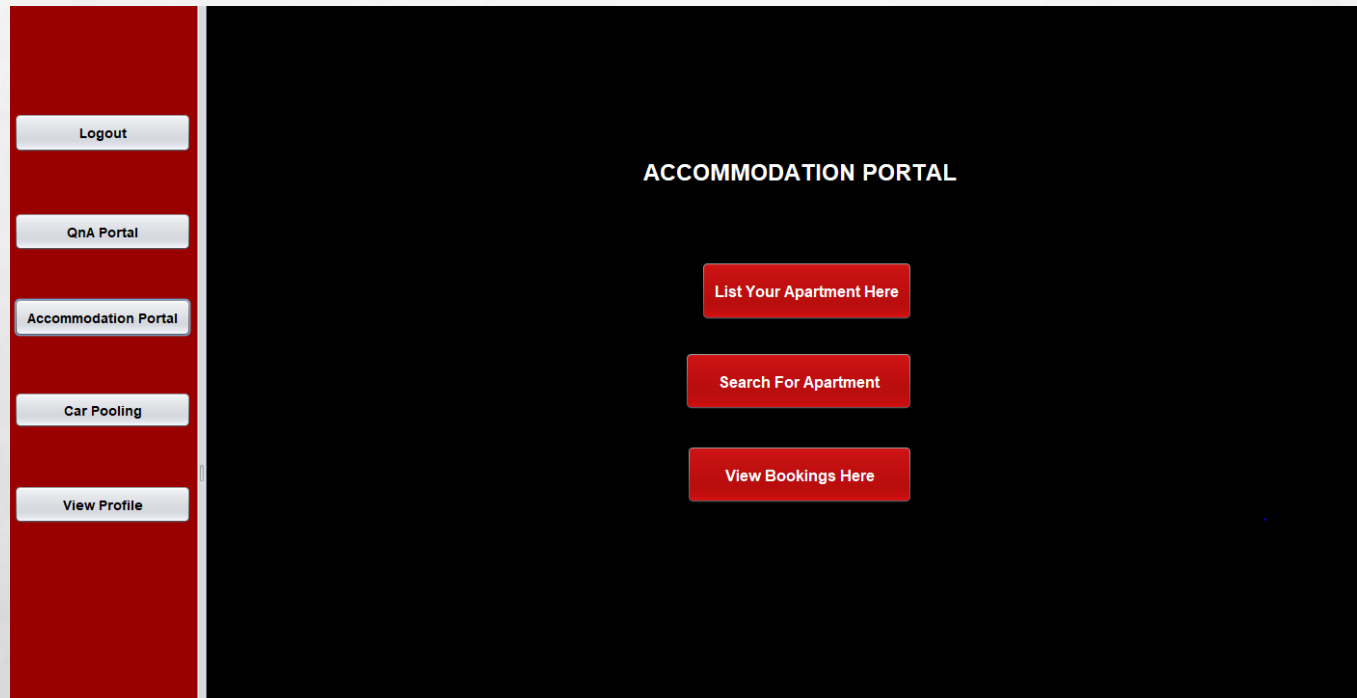 Logout
QnA Portal
Accommodation Portal
Car Pooling
View Profile
ACCOMMODATION PORTAL
List Your Apartment Here
Search For Apartment
View Bookings Here